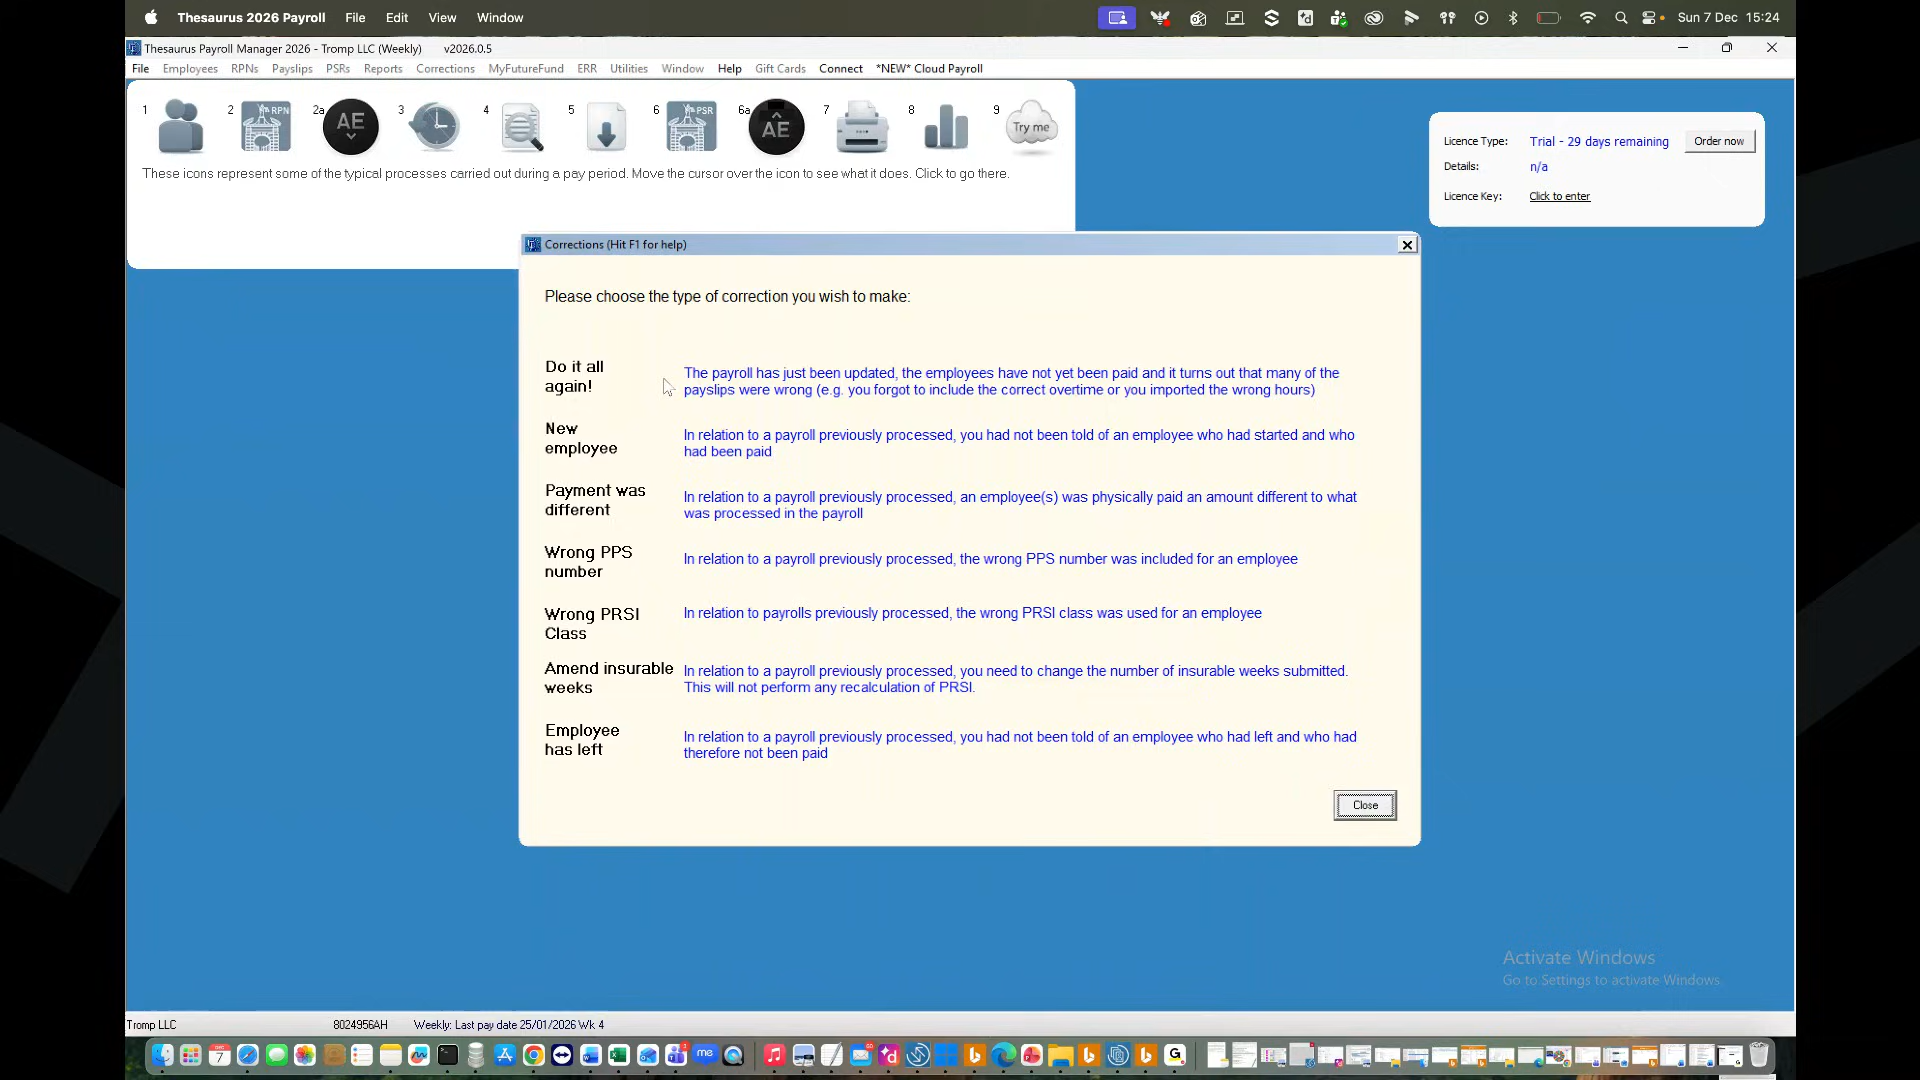 Thesaurus 2026 Payroll File Edit View Window Sun 7 Dec 15:24
Thesaurus Payroll Manager 2026 - Tromp LLC (Weekly) v2026.0.5
File Employees RPNs Payslips PSRs Reports Corrections MyFutureFund ERR Utilities Window Help Gift Cards Connect *NEW* Cloud Payroll
1 2 RPN 2a AE 3 4 5 6 PSR 6a AE 7 8 9 Try me
These icons represent some of the typical processes carried out during a pay period. Move the cursor over the icon to see what it does. Click to go there.
Licence Type: Trial - 29 days remaining Order now
Details: n/a
Licence Key: Click to enter
Corrections (Hit F1 for help)
Please choose the type of correction you wish to make:
Do it all
again!
The payroll has just been updated, the employees have not yet been paid and it turns out that many of the
payslips were wrong (e.g. you forgot to include the correct overtime or you imported the wrong hours)
New
employee
In relation to a payroll previously processed, you had not been told of an employee who had started and who
had been paid
Payment was
different
In relation to a payroll previously processed, an employee(s) was physically paid an amount different to what
was processed in the payroll
Wrong PPS
number
In relation to a payroll previously processed, the wrong PPS number was included for an employee
Wrong PRSI
Class
In relation to payrolls previously processed, the wrong PRSI class was used for an employee
Amend insurable
weeks
In relation to a payroll previously processed, you need to change the number of insurable weeks submitted.
This will not perform any recalculation of PRSI.
Employee
has left
In relation to a payroll previously processed, you had not been told of an employee who had left and who had
therefore not been paid
Close
Activate Windows
Go to Settings to activate Windows.
Tromp LLC 8024956AH Weekly: Last pay date 25/01/2026 Wk 4